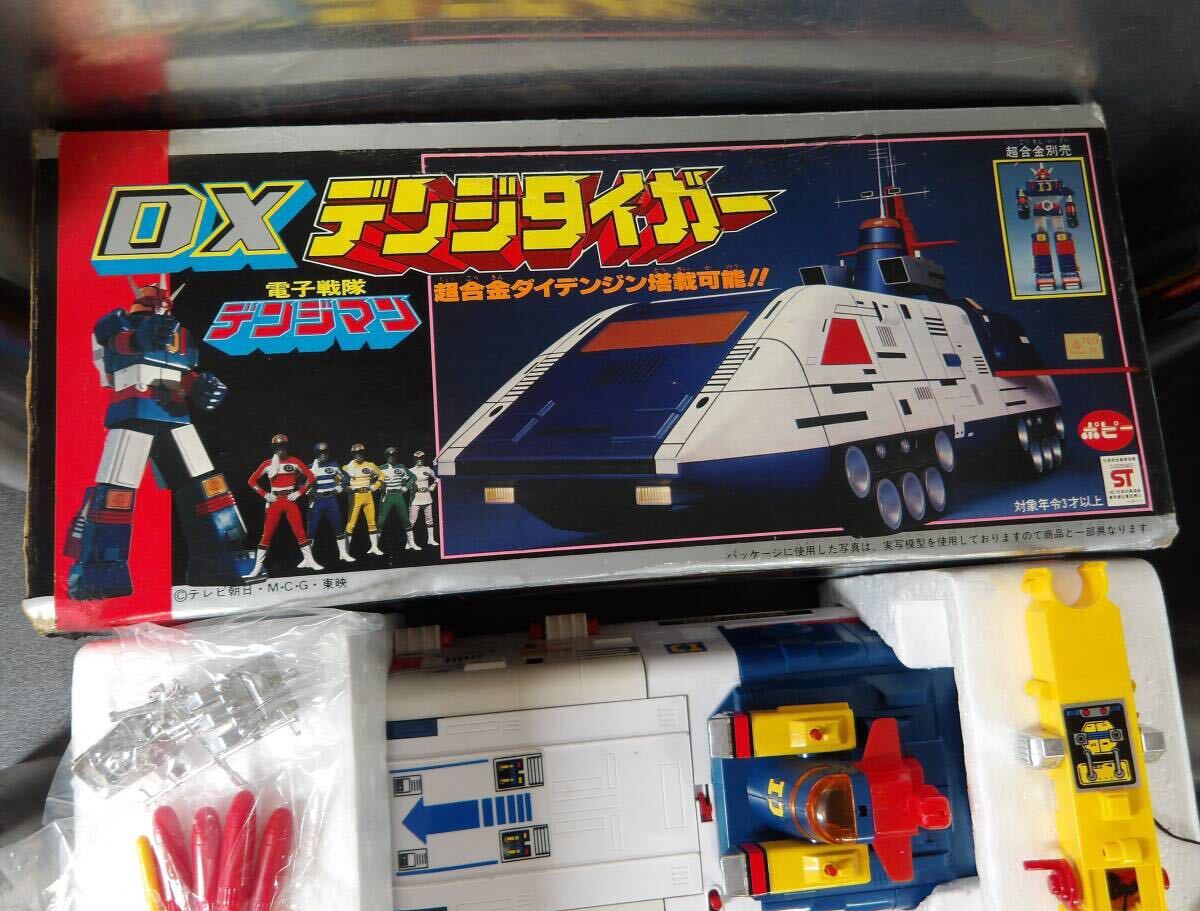 DX デンジタイガー
電子戦隊
デンジマン
超合金ダイデンジン塔載可能!!
超合金別売
ポピー
ST
対象年令3才以上
パッケージに使用した写真は、実写模型を使用しておりますので商品と一部異なります
©テレビ朝日・M・C・G・東映